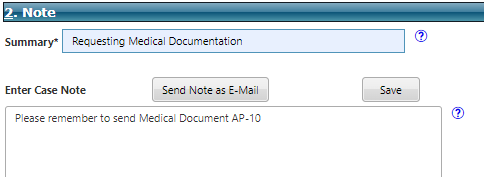 2. Note
Summary* Requesting Medical Documentation ?
Enter Case Note Send Note as E-Mail Save
Please remember to send Medical Document AP-10 ?